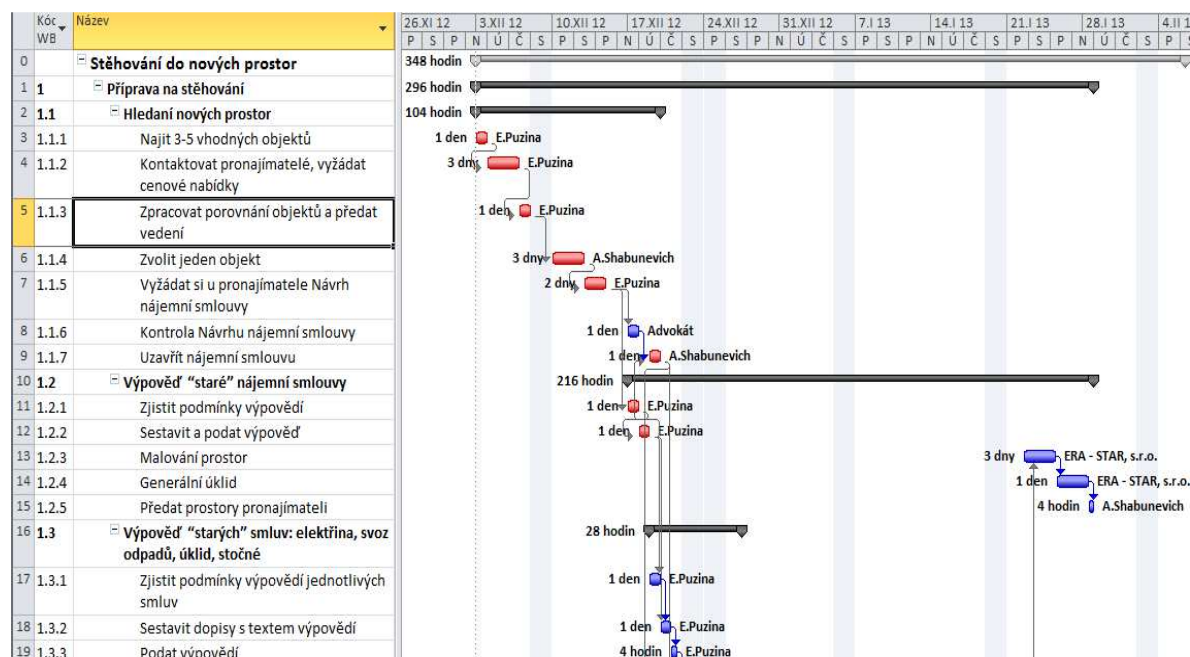 Kóc Název 26.XI 12 3.XII 12 10.XII 12 17.XII 12 24.XII 12 31.XII 12 7.I 13 14.I 13 21.I 13 28.I 13 4.II 1
WB P S P N Ú Č S P S P N Ú Č S P S P N Ú Č S P S P N Ú Č S P S P N Ú Č S P S
0 Stěhování do nových prostor 348 hodin
1 1 Příprava na stěhování 296 hodin
2 1.1 Hledaní nových prostor 104 hodin
3 1.1.1 Najit 3-5 vhodných objektů 1 den E.Puzina
4 1.1.2 Kontaktovat pronajímatelé, vyžádat 3 dny E.Puzina
cenové nabídky
5 1.1.3 Zpracovat porovnání objektů a předat 1 den E.Puzina
vedení
6 1.1.4 Zvolit jeden objekt 3 dny A.Shabunevich
7 1.1.5 Vyžádat si u pronajímatele Návrh 2 dny E.Puzina
nájemní smlouvy
8 1.1.6 Kontrola Návrhu nájemní smlouvy 1 den Advokát
9 1.1.7 Uzavřít nájemní smlouvu 1 den A.Shabunevich
10 1.2 Výpověď "staré" nájemní smlouvy 216 hodin
11 1.2.1 Zjistit podmínky výpovědí 1 den E.Puzina
12 1.2.2 Sestavit a podat výpověď 1 den E.Puzina
13 1.2.3 Malování prostor 3 dny ERA - STAR, s.r.o.
14 1.2.4 Generální úklid 1 den ERA - STAR, s.r.o.
15 1.2.5 Předat prostory pronajímateli 4 hodin A.Shabunevich
16 1.3 Výpověď "starých" smluv: elektřina, svoz 28 hodin
odpadů, úklid, stočné
17 1.3.1 Zjistit podmínky výpovědí jednotlivých 1 den E.Puzina
smluv
18 1.3.2 Sestavit dopisy s textem výpovědí 1 den E.Puzina
19 1.3.3 Podat výpovědí 4 hodin E.Puzina